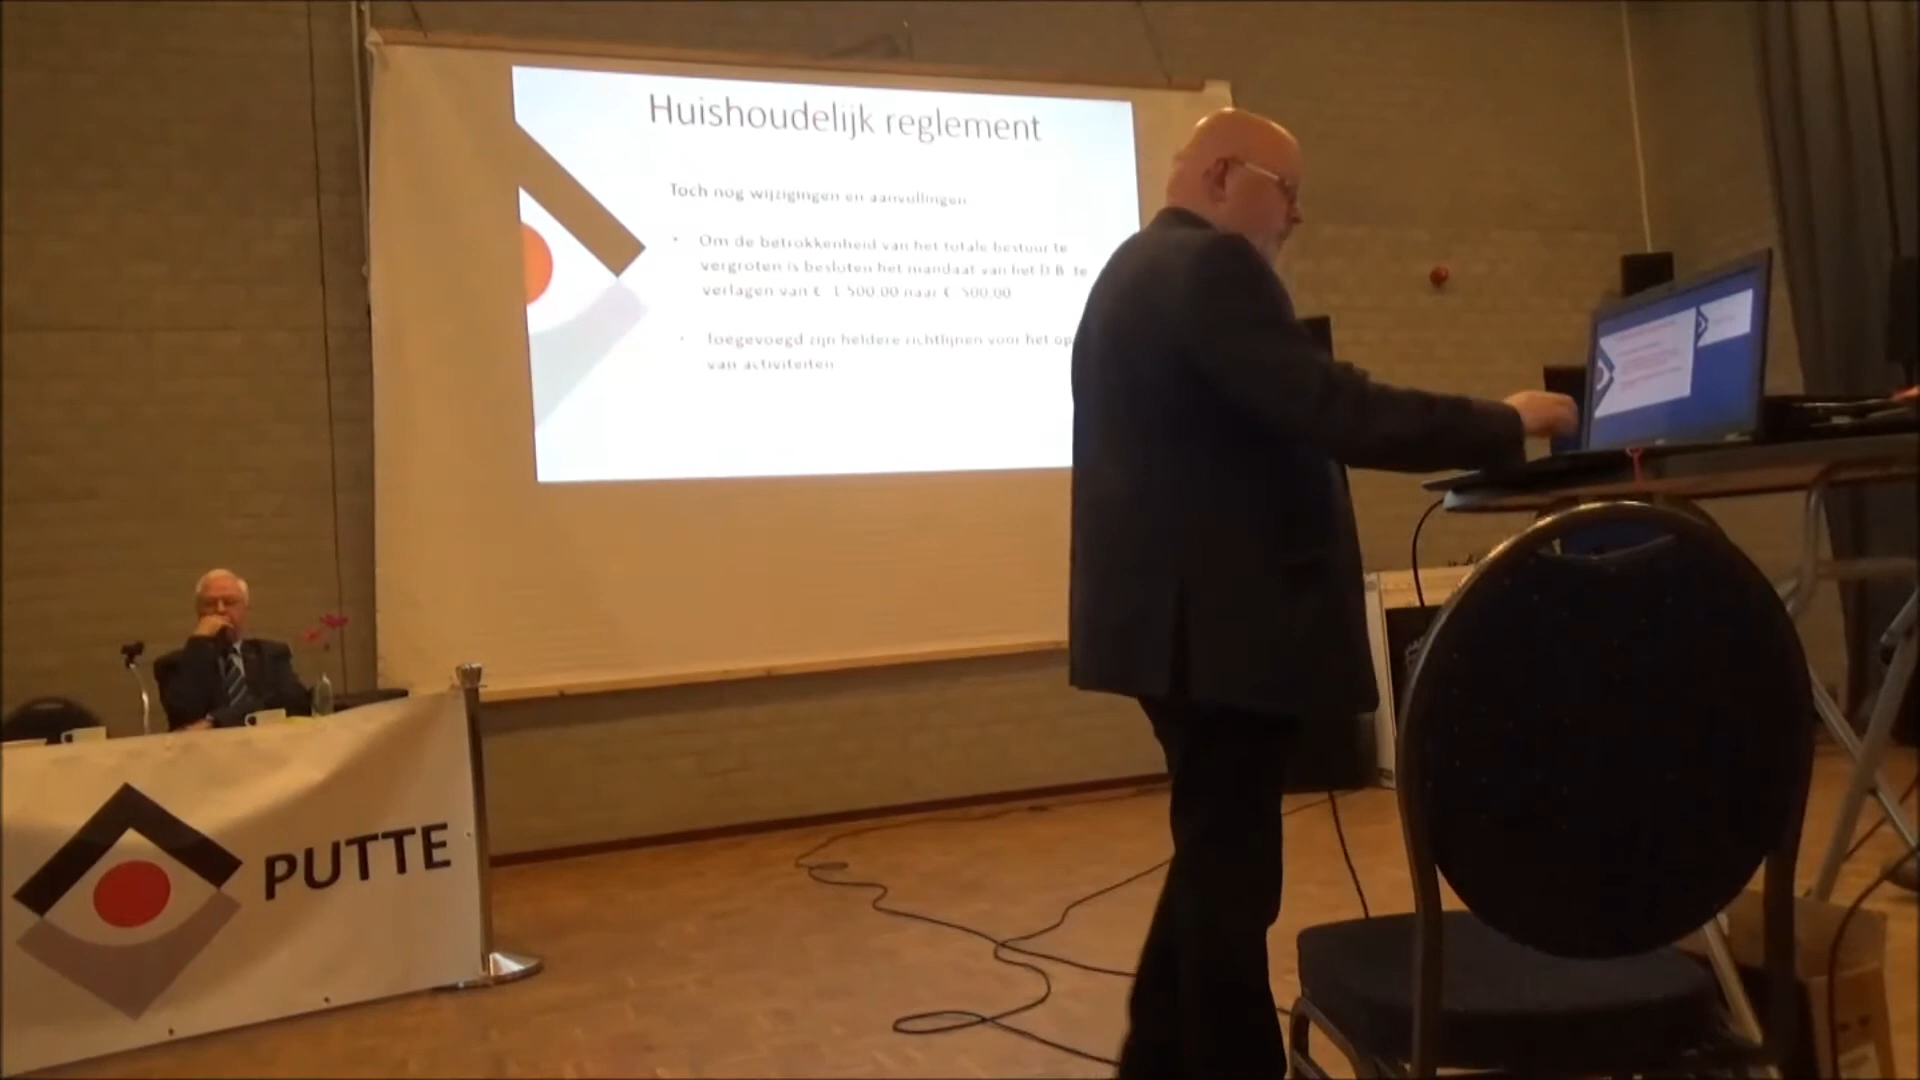 Huishoudelijk reglement
Toch nog wijzigingen en aanvullingen
• Om de betrokkenheid van het totale bestuur te
vergroten is besloten het mandaat van het D.B. te
verlagen van € 1.500,00 naar € 500,00
• Toegevoegd zijn heldere richtlijnen voor het op
van activiteiten
PUTTE